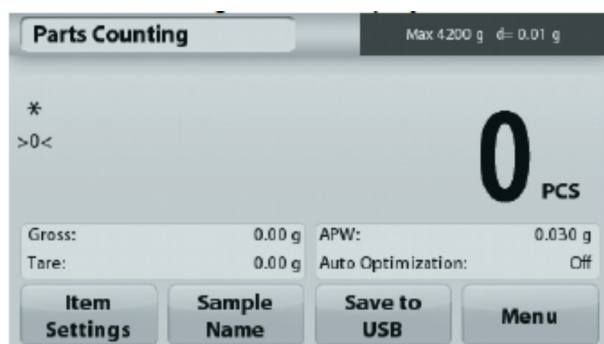 Parts Counting
Max 4200 g d= 0.01 g
*
>0<
0 PCS
Gross: 0.00 g APW: 0.030 g
Tare: 0.00 g Auto Optimization: Off
Item Settings
Sample Name
Save to USB
Menu